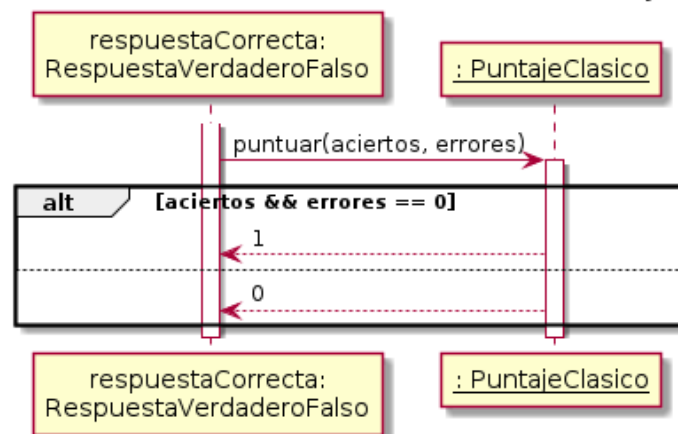 respuestaCorrecta:
RespuestaVerdaderoFalso
: PuntajeClasico
puntuar(aciertos, errores)
alt
[aciertos && errores == 0]
1
0
respuestaCorrecta:
RespuestaVerdaderoFalso
: PuntajeClasico